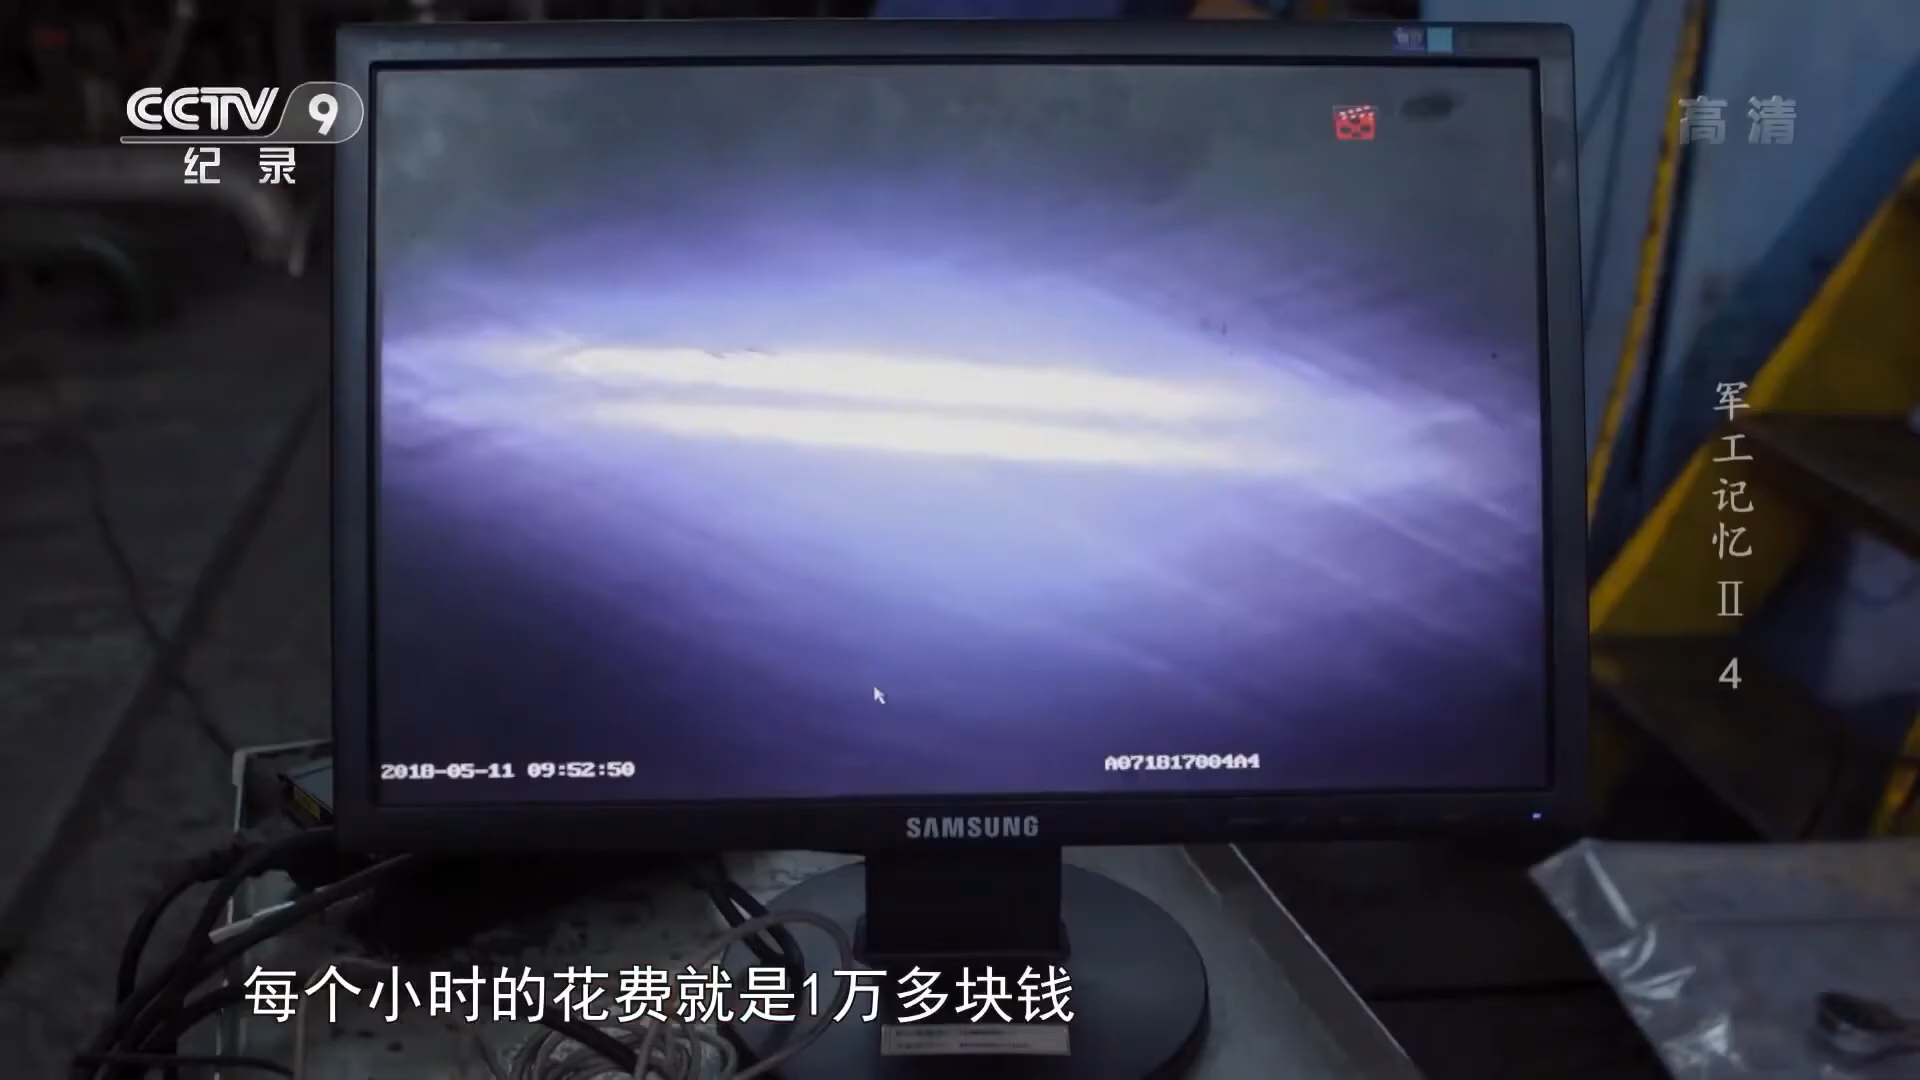 CCTV 9
纪录
高清
军工记忆 II 4
2018-05-11 09:52:50
A071817004A4
SAMSUNG
每个小时的花费就是1万多块钱